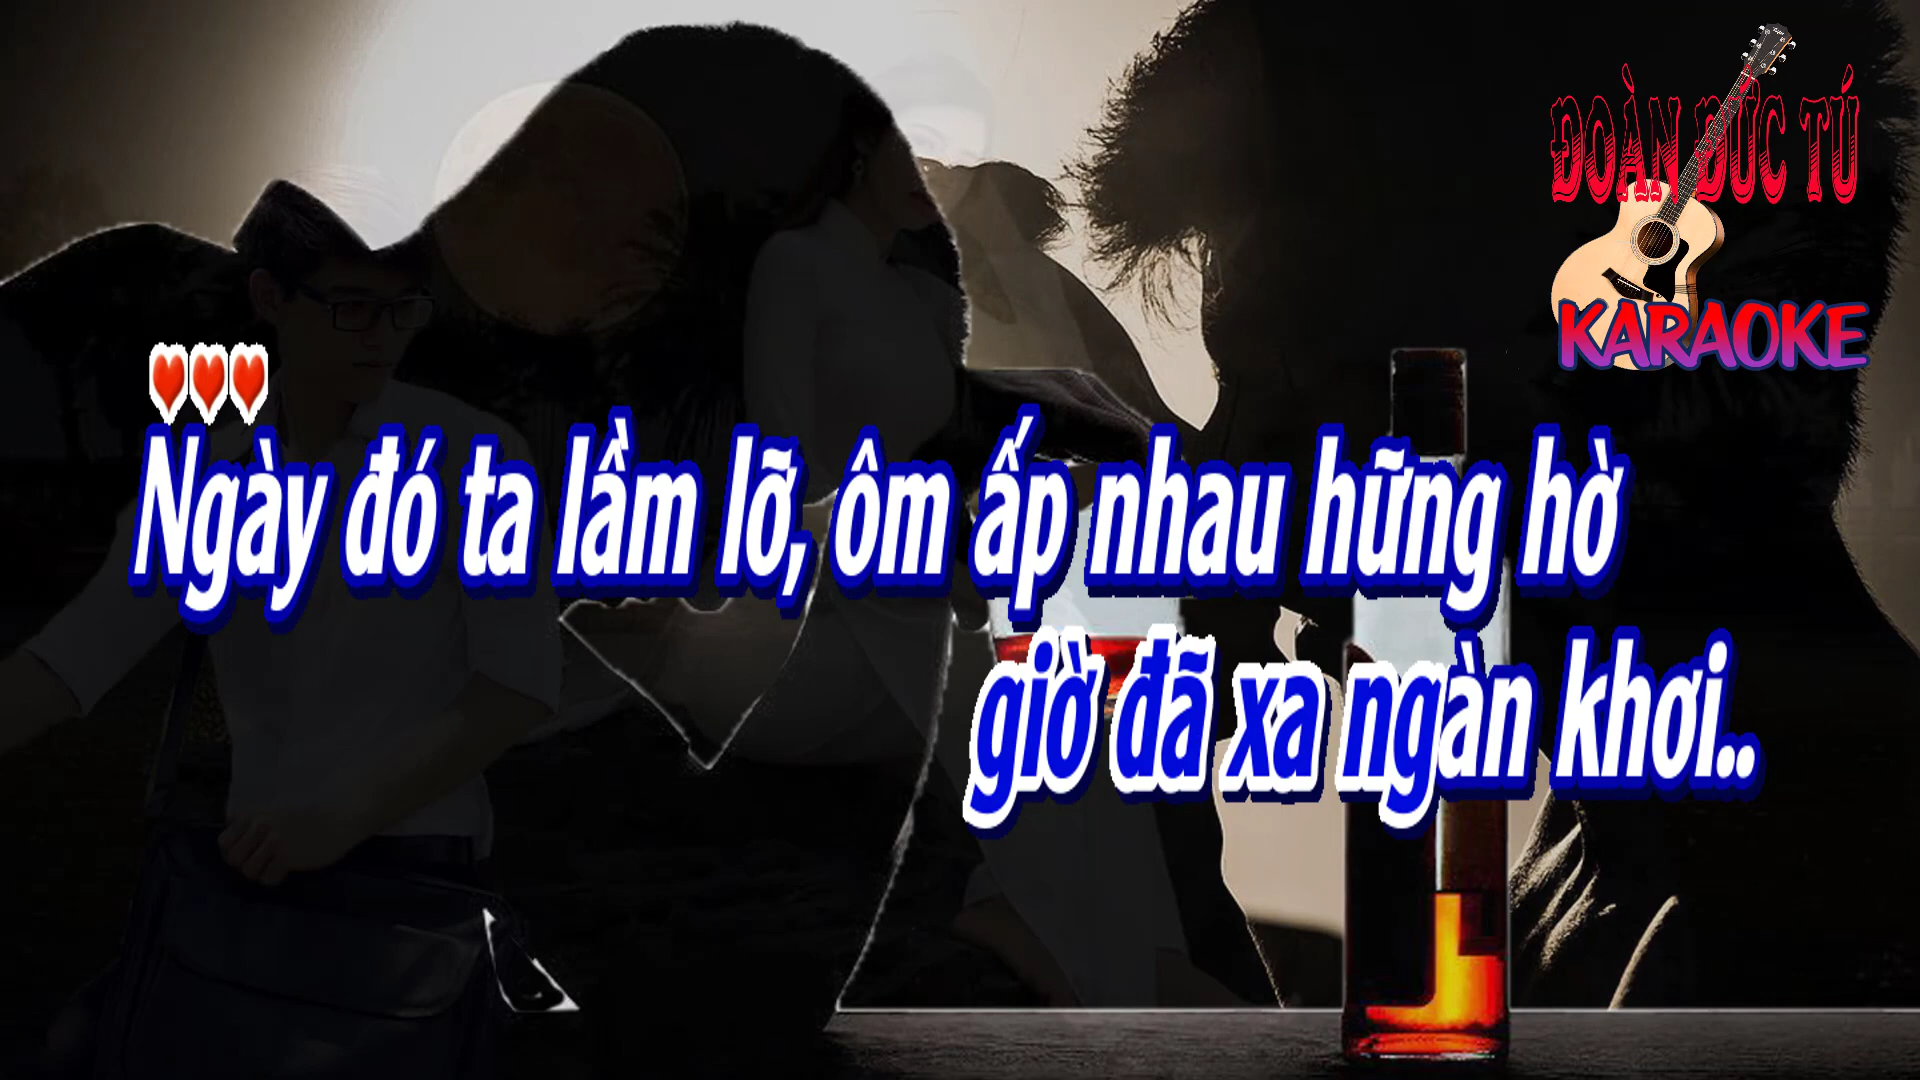 ĐOÀN ĐỨC TÚ
KARAOKE
Ngày đó ta lầm lỡ, ôm ấp nhau hững hờ
giờ đã xa ngàn khơi..